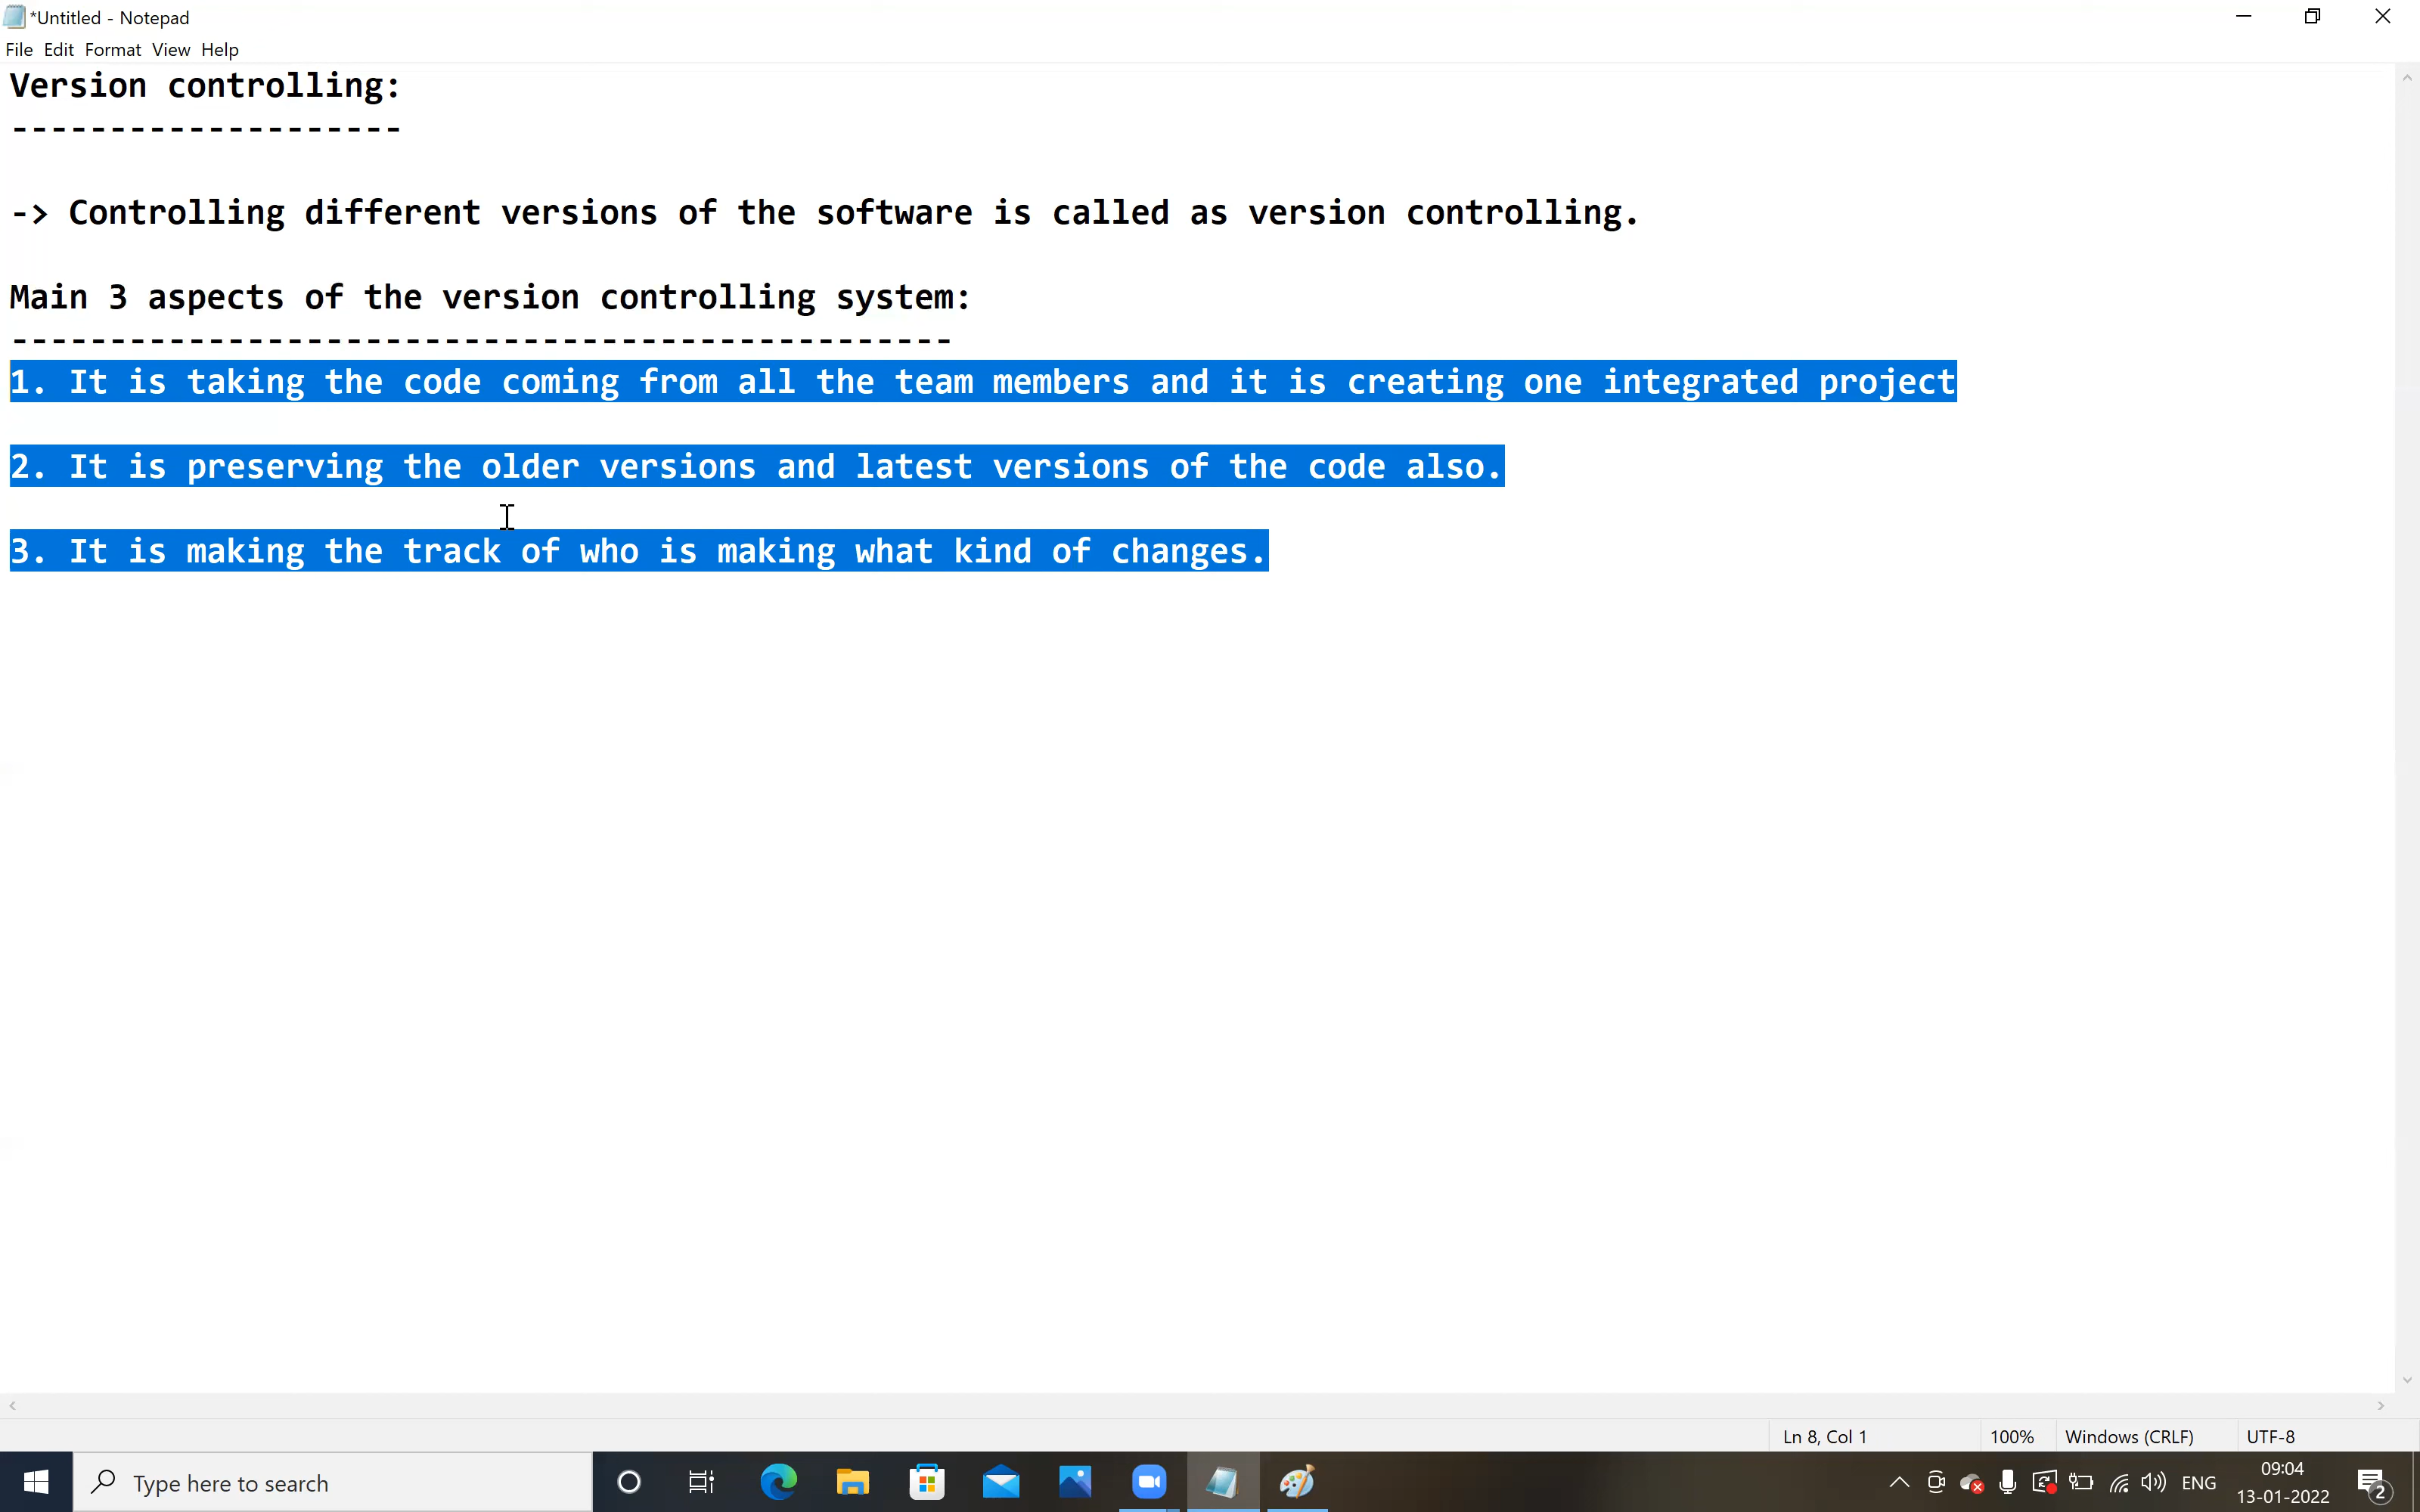 *Untitled - Notepad
File Edit Format View Help
Version controlling:
--------------------
-> Controlling different versions of the software is called as version controlling.
Main 3 aspects of the version controlling system:
------------------------------------------------
1. It is taking the code coming from all the team members and it is creating one integrated project
2. It is preserving the older versions and latest versions of the code also.
3. It is making the track of who is making what kind of changes.
Ln 8, Col 1 100% Windows (CRLF) UTF-8
Type here to search
ENG
09:04
13-01-2022
2